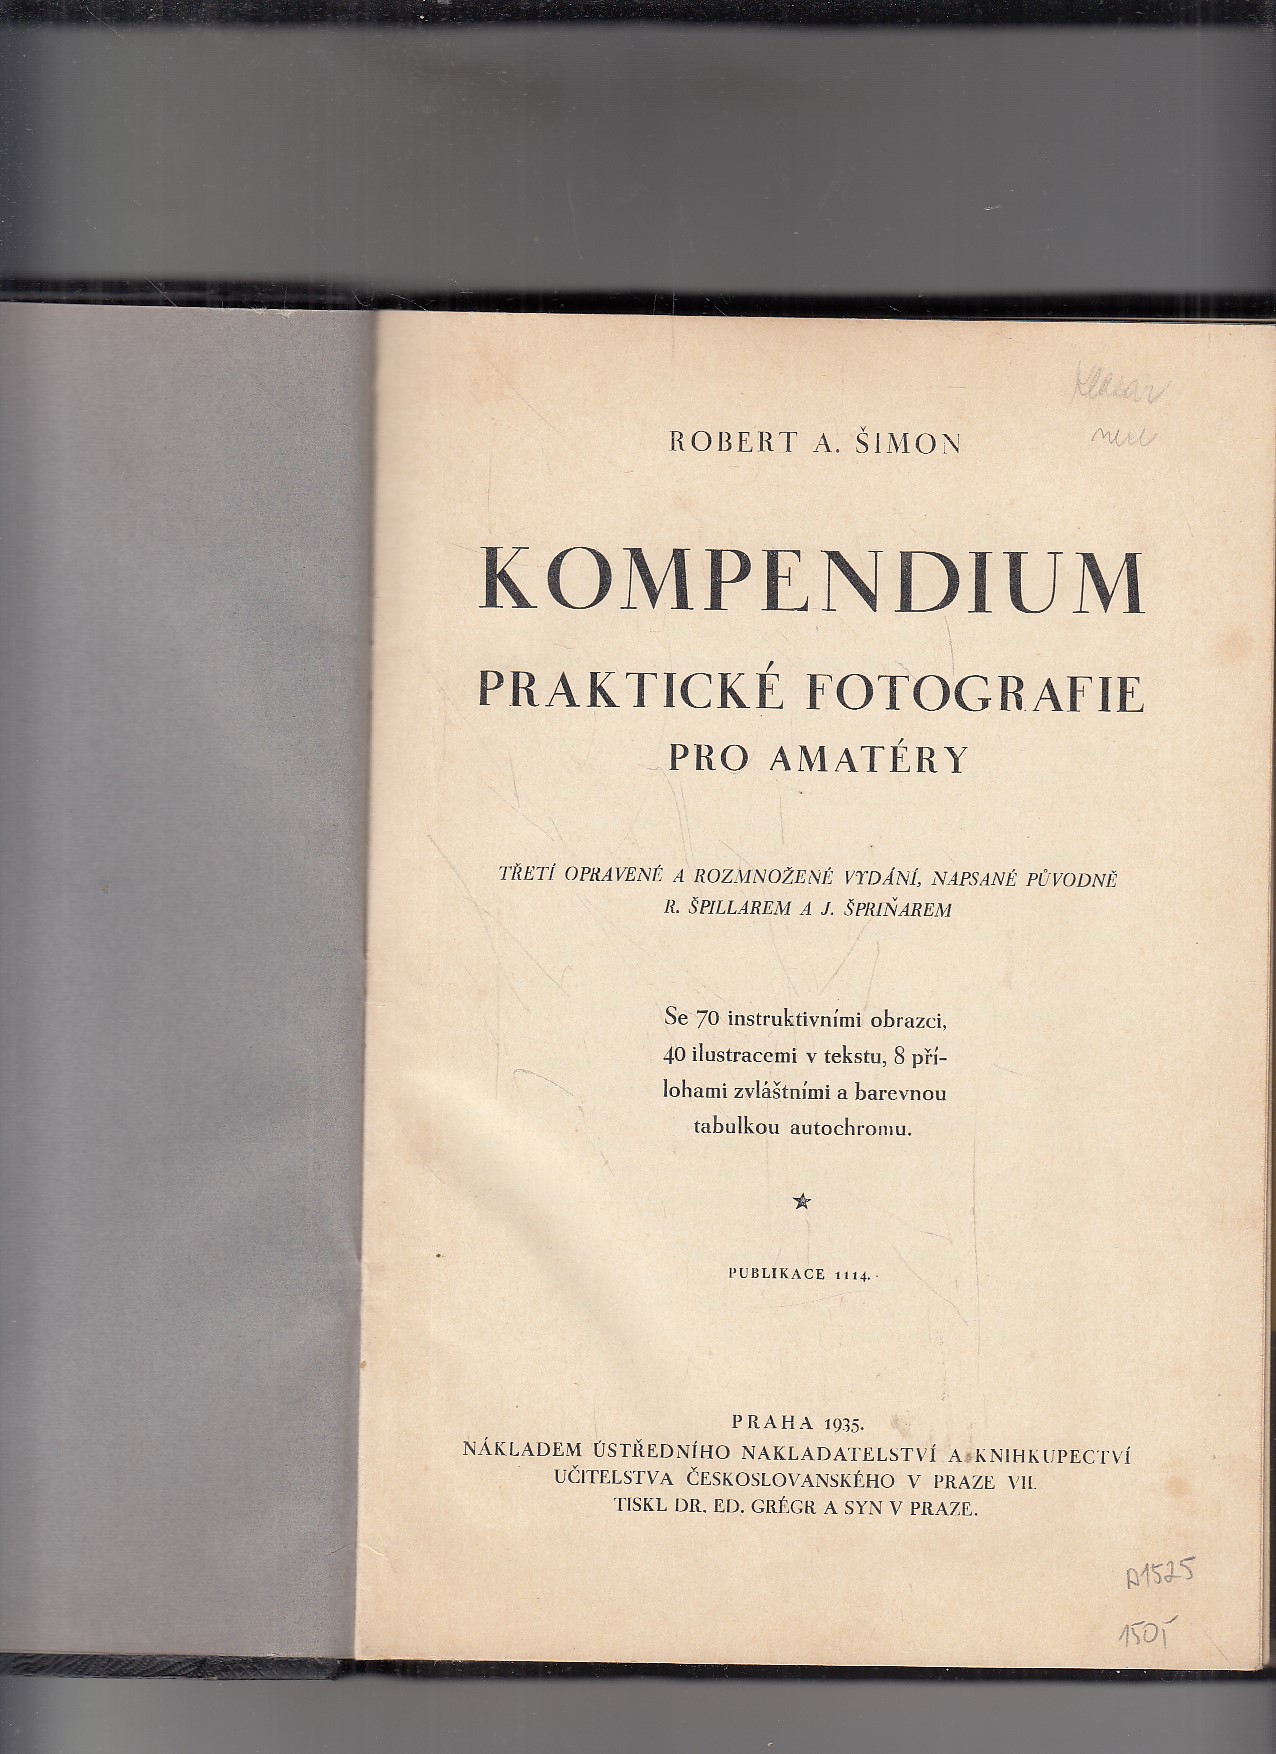 ROBERT A. ŠIMON
KOMPENDIUM
PRAKTICKÉ FOTOGRAFIE
PRO AMATÉRY
TŘETÍ OPRAVENÉ A ROZMNOŽENÉ VYDÁNÍ, NAPSANÉ PŮVODNĚ
R. ŠPILLAREM A J. ŠPRIŇAREM
Se 70 instruktivními obrazci,
40 ilustracemi v tekstu, 8 pří-
lohami zvláštními a barevnou
tabulkou autochromu.
PUBLIKACE 1114.
PRAHA 1935.
NÁKLADEM ÚSTŘEDNÍHO NAKLADATELSTVÍ A KNIHKUPECTVÍ
UČITELSTVA ČESKOSLOVANSKÉHO V PRAZE VII.
TISKL DR. ED. GRÉGR A SYN V PRAZE.